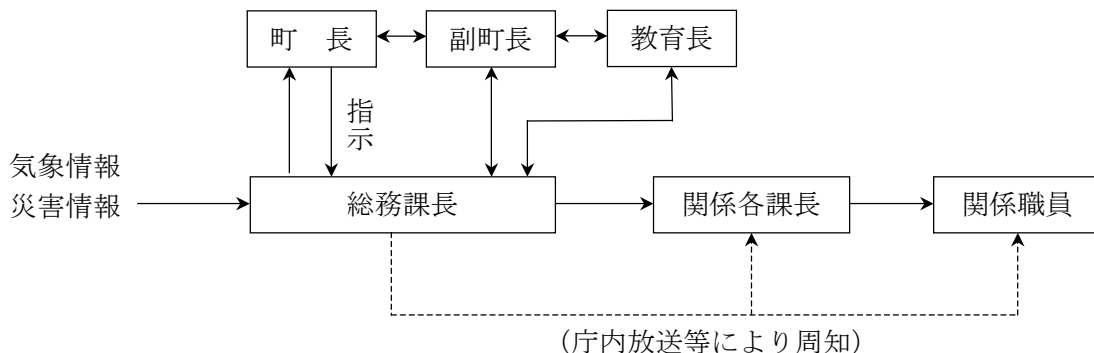 町　長
副町長
教育長
指示
気象情報
災害情報
総務課長
関係各課長
関係職員
（庁内放送等により周知）